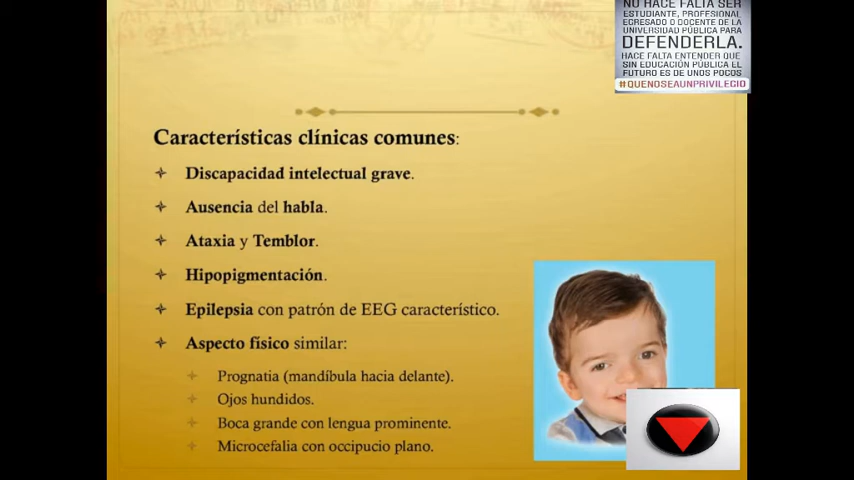 NO HACE FALTA SER
ESTUDIANTE, PROFESIONAL
EGRESADO O DOCENTE DE LA
UNIVERSIDAD PÚBLICA PARA
DEFENDERLA.
HACE FALTA ENTENDER QUE
SIN EDUCACIÓN PÚBLICA EL
FUTURO ES DE UNOS POCOS
#QUENOSEAUNPRIVILEGIO
Características clínicas comunes:
Discapacidad intelectual grave.
Ausencia del habla.
Ataxia y Temblor.
Hipopigmentación.
Epilepsia con patrón de EEG característico.
Aspecto físico similar:
Prognatia (mandíbula hacia delante).
Ojos hundidos.
Boca grande con lengua prominente.
Microcefalia con occipucio plano.